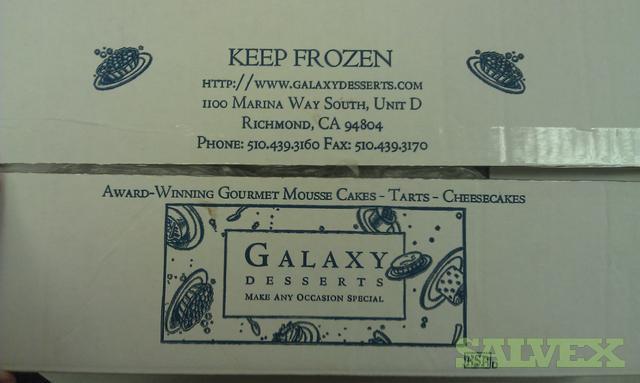 KEEP FROZEN
HTTP://WWW.GALAXYDESSERTS.COM
1100 MARINA WAY SOUTH, UNIT D
RICHMOND, CA 94804
PHONE: 510.439.3160 FAX: 510.439.3170
AWARD-WINNING GOURMET MOUSSE CAKES - TARTS - CHEESECAKES
GALAXY
DESSERTS
MAKE ANY OCCASION SPECIAL
SALVEX